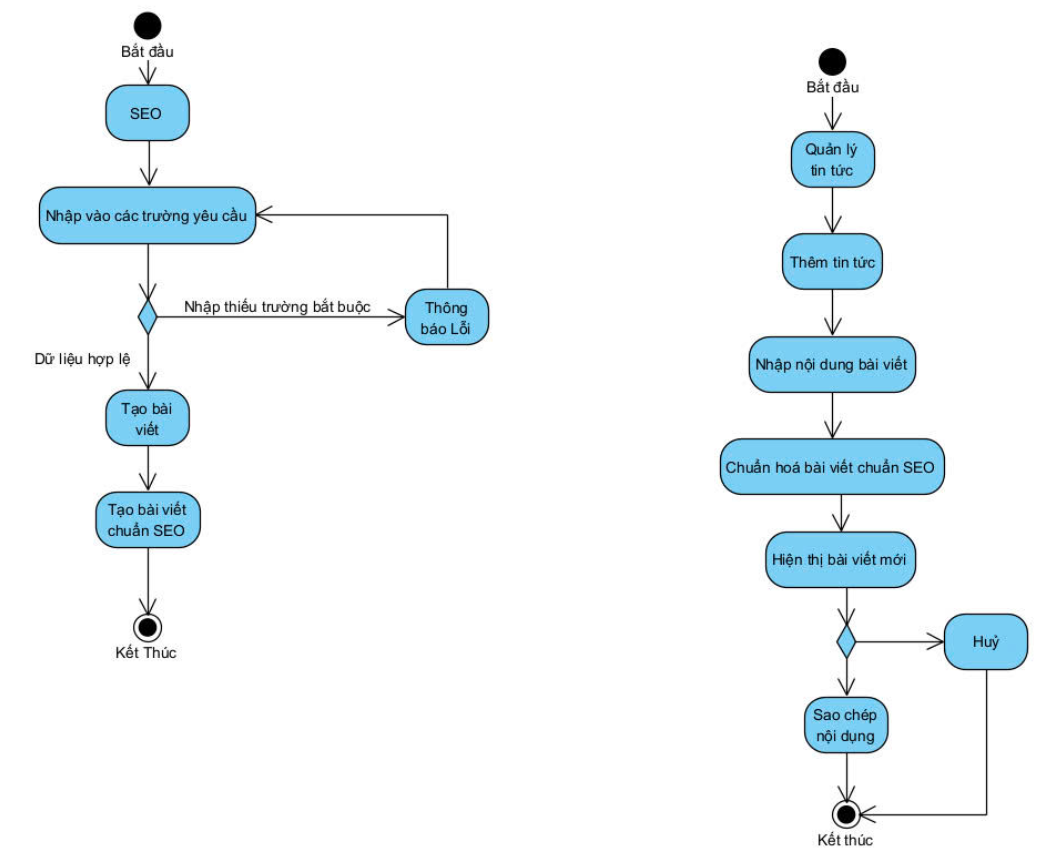 Bắt đầu
SEO
Nhập vào các trường yêu cầu
Nhập thiếu trường bắt buộc
Thông
báo Lỗi
Dữ liệu hợp lệ
Tạo bài
viết
Tạo bài viết
chuẩn SEO
Kết Thúc
Bắt đầu
Quản lý
tin tức
Thêm tin tức
Nhập nội dung bài viết
Chuẩn hoá bài viết chuẩn SEO
Hiện thị bài viết mới
Huỷ
Sao chép
nội dụng
Kết thúc